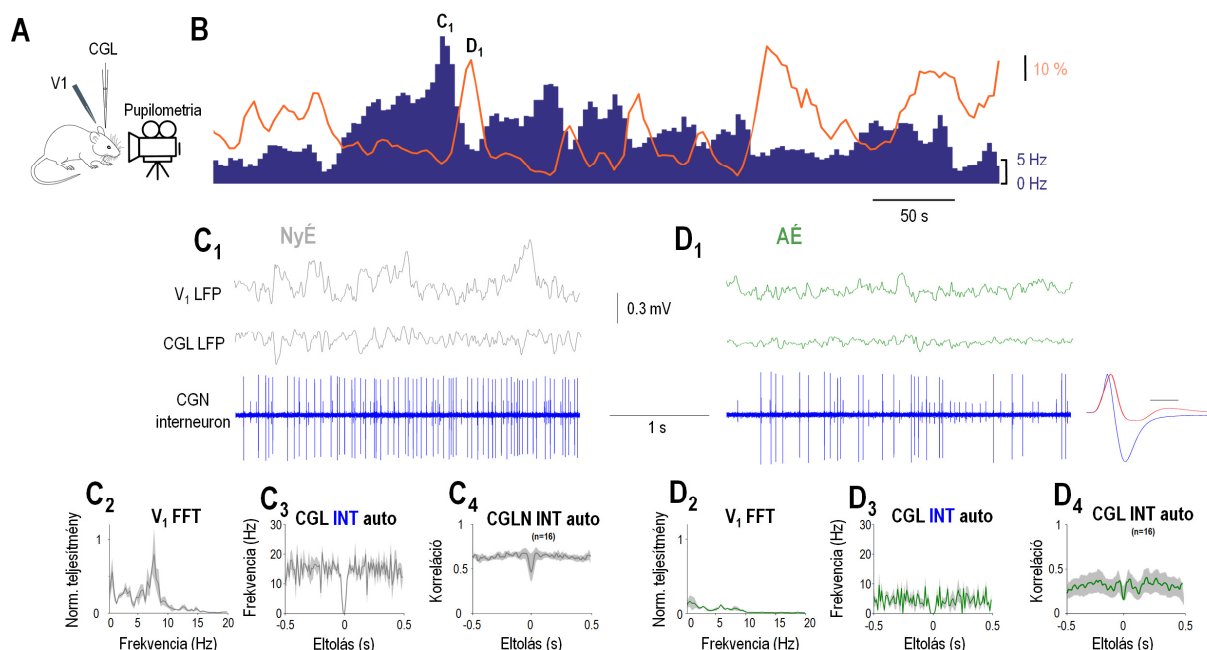 A
CGL
V1
Pupilometria
B
C1
D1
10 %
5 Hz
0 Hz
50 s
C1
NyÉ
D1
AÉ
V1 LFP
0.3 mV
CGL LFP
CGN
interneuron
1 s
C2
V1 FFT
Norm. teljesítmény
1
0
0 10 20
Frekvencia (Hz)
C3
CGL INT auto
Frekvencia (Hz)
30
20
10
0
-0.5 0 0.5
Eltolás (s)
C4
CGLN INT auto
(n=16)
Korreláció
1
0.5
0
-0.5 0 0.5
Eltolás (s)
D2
V1 FFT
Norm. teljesítmény
1
0
0 10 20
Frekvencia (Hz)
D3
CGL INT auto
Frekvencia (Hz)
30
20
10
0
-0.5 0 0.5
Eltolás (s)
D4
CGL INT auto
(n=16)
Korreláció
1
0.5
0
-0.5 0 0.5
Eltolás (s)